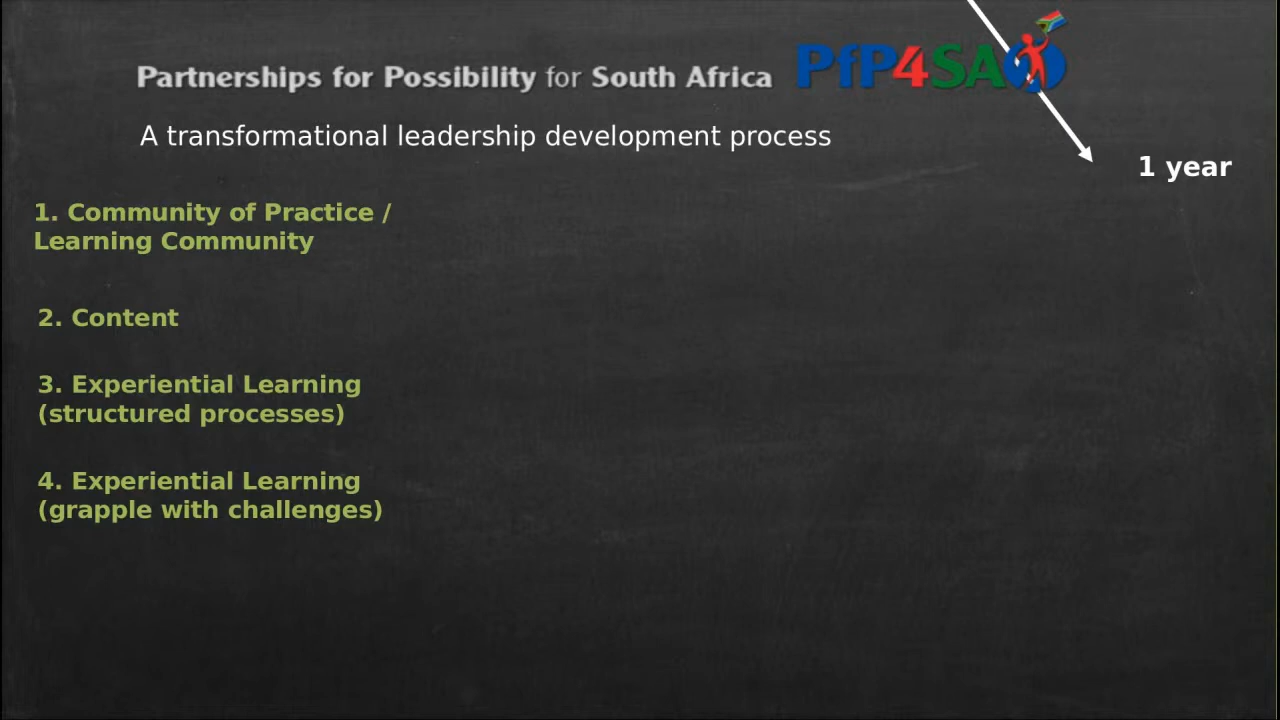 Partnerships for Possibility for South Africa PfP4SA
A transformational leadership development process
1 year
1. Community of Practice /
Learning Community
2. Content
3. Experiential Learning
(structured processes)
4. Experiential Learning
(grapple with challenges)